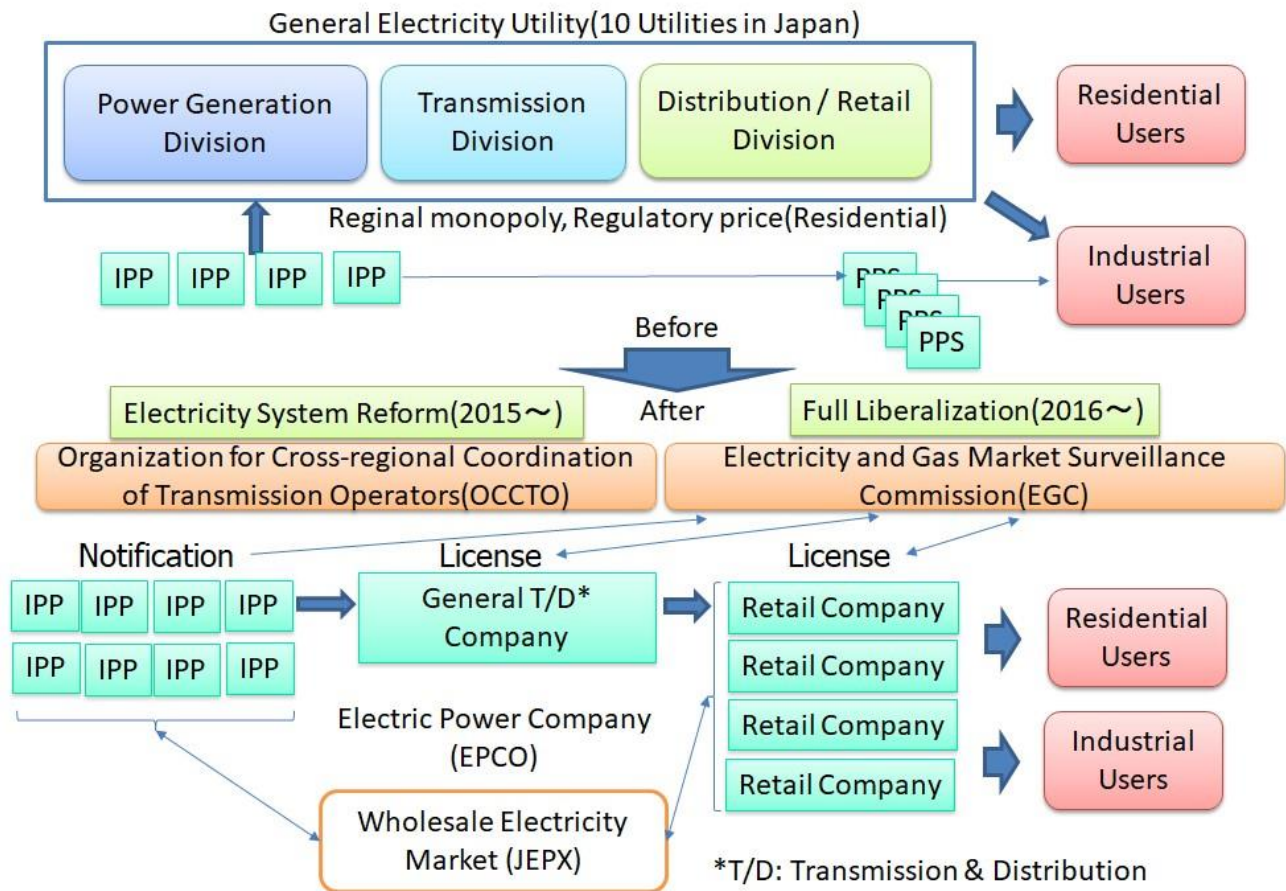 General Electricity Utility(10 Utilities in Japan)
Power Generation
Division
Transmission
Division
Distribution / Retail
Division
Residential
Users
Reginal monopoly, Regulatory price(Residential)
IPP
IPP
IPP
IPP
PPS
PPS
PPS
PPS
Industrial
Users
Before
After
Electricity System Reform(2015～)
Full Liberalization(2016～)
Organization for Cross-regional Coordination
of Transmission Operators(OCCTO)
Electricity and Gas Market Surveillance
Commission(EGC)
Notification
License
License
IPP
IPP
IPP
IPP
IPP
IPP
IPP
IPP
General T/D*
Company
Retail Company
Retail Company
Retail Company
Retail Company
Residential
Users
Industrial
Users
Electric Power Company
(EPCO)
Wholesale Electricity
Market (JEPX)
*T/D: Transmission & Distribution